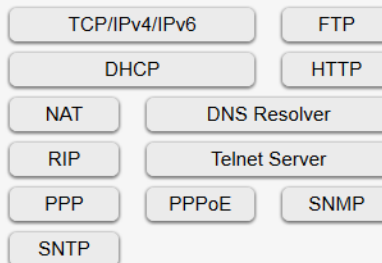 TCP/IPv4/IPv6 FTP
DHCP HTTP
NAT DNS Resolver
RIP Telnet Server
PPP PPPoE SNMP
SNTP